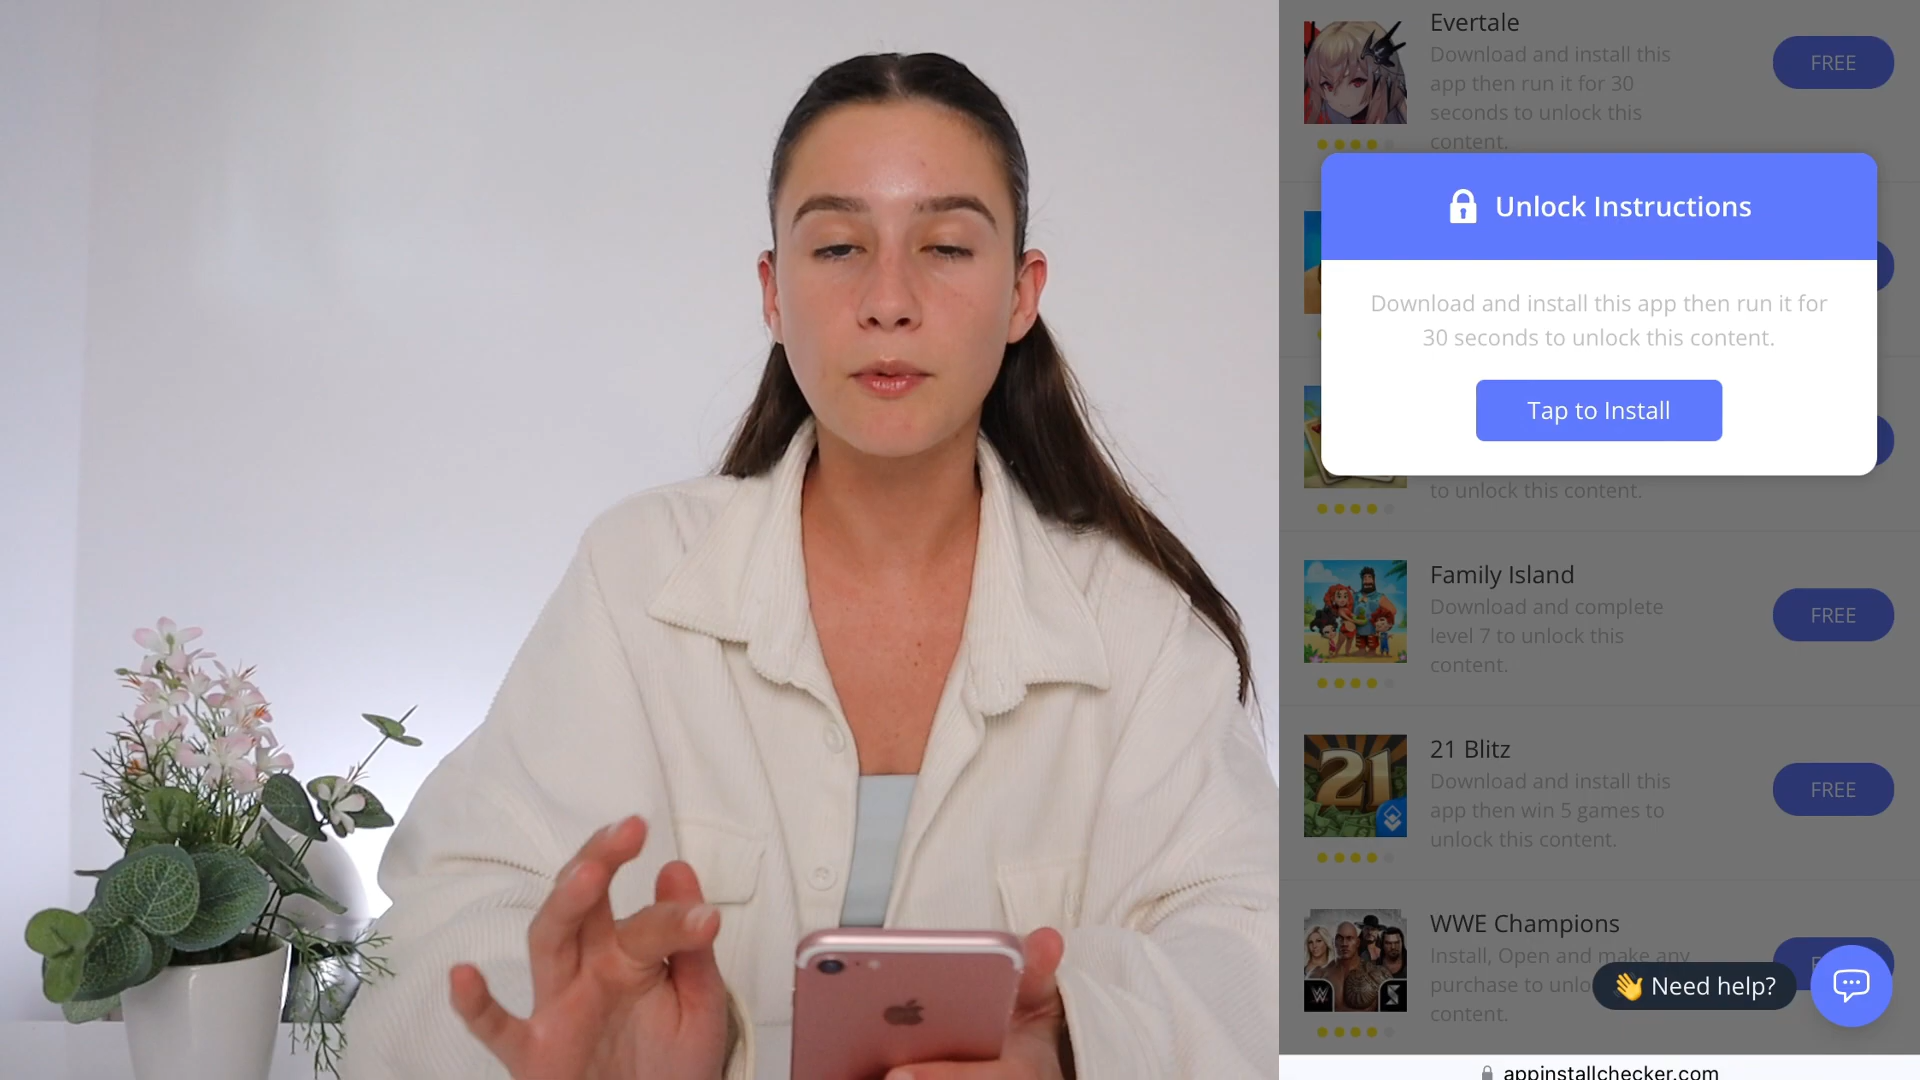 Evertale
Download and install this
app then run it for 30
seconds to unlock this
content.
FREE
Unlock Instructions
Download and install this app then run it for
30 seconds to unlock this content.
Tap to Install
to unlock this content.
Family Island
Download and complete
level 7 to unlock this
content.
FREE
21 Blitz
Download and install this
app then win 5 games to
unlock this content.
FREE
21
WWE Champions
Install, Open and make any
purchase to unlo
content.
W
S
👋 Need help?
appinstallchecker.com